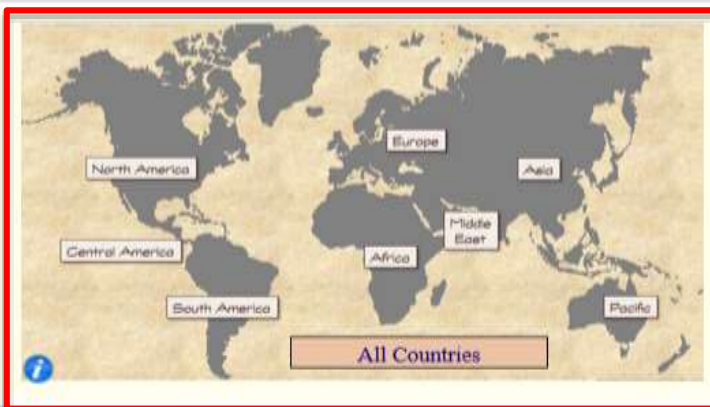 Europe
North America
Asia
Middle
East
Central America
Africa
South America
Pacific
All Countries
i